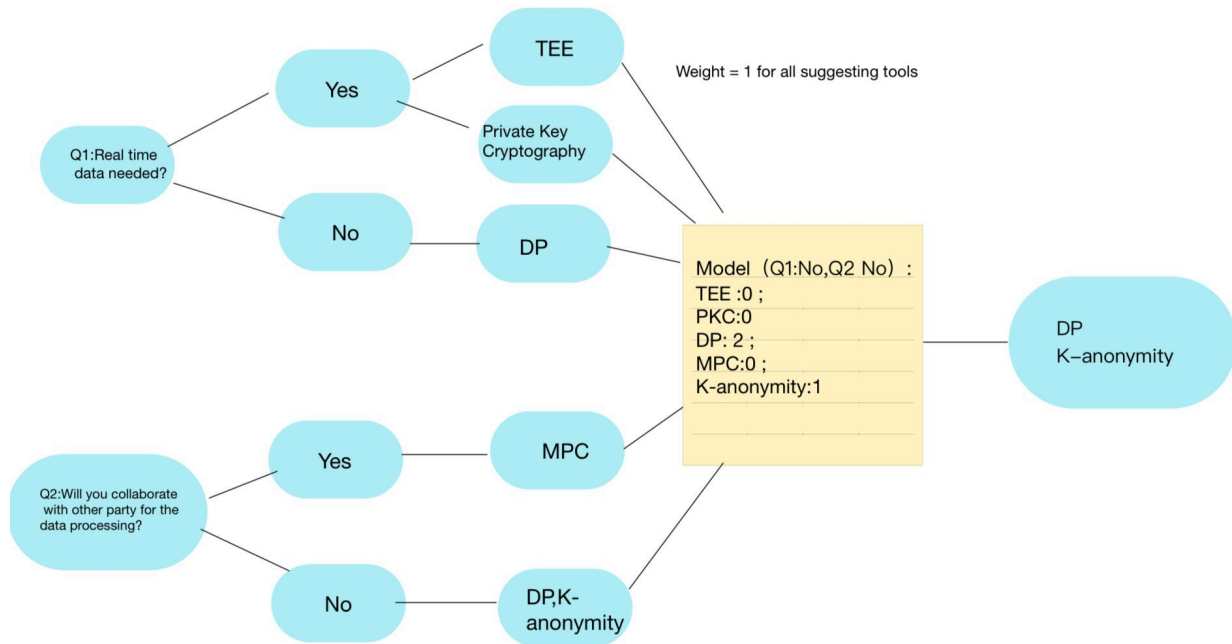 TEE
Weight = 1 for all suggesting tools
Yes
Private Key
Cryptography
Q1:Real time
data needed?
No
DP
Model（Q1:No,Q2 No）:
TEE :0 ;
PKC:0
DP: 2 ;
MPC:0 ;
K-anonymity:1
DP
K–anonymity
Yes
MPC
Q2:Will you collaborate
with other party for the
data processing?
No
DP,K-
anonymity